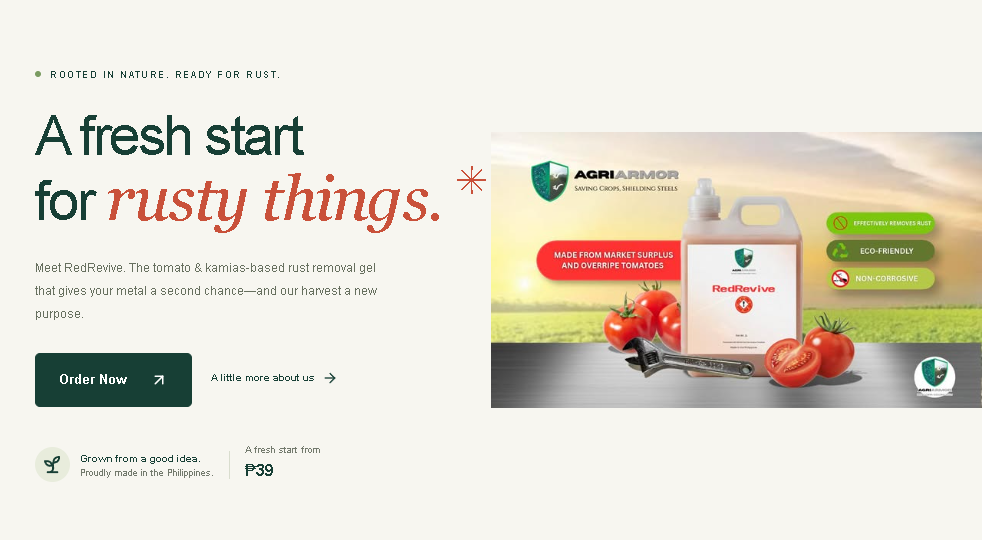 ROOTED IN NATURE. READY FOR RUST.
A fresh start
for rusty things.
Meet RedRevive. The tomato & kamias-based rust removal gel
that gives your metal a second chance—and our harvest a new
purpose.
Order Now
A little more about us
Grown from a good idea.
Proudly made in the Philippines.
A fresh start from
₱39
AGRIARMOR
SAVING CROPS, SHIELDING STEELS
MADE FROM MARKET SURPLUS
AND OVERRIPE TOMATOES
EFFECTIVELY REMOVES RUST
ECO-FRIENDLY
NON-CORROSIVE
RedRevive